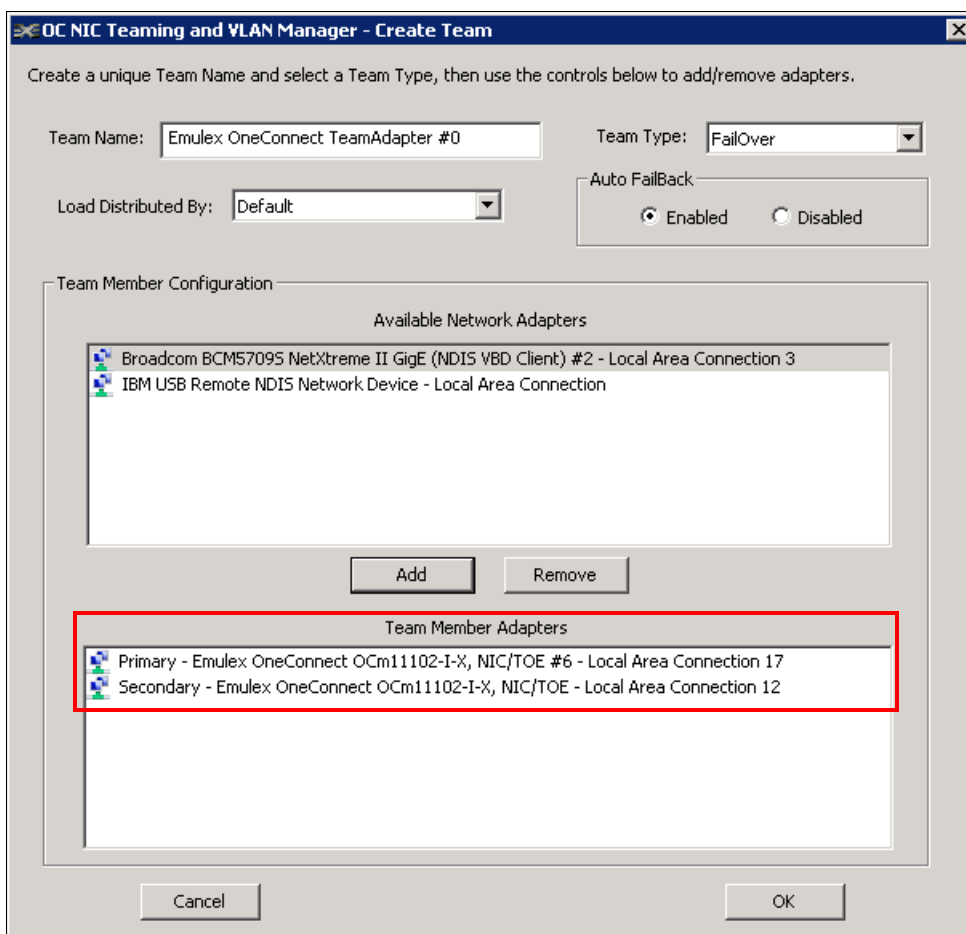 OC NIC Teaming and VLAN Manager - Create Team
Create a unique Team Name and select a Team Type, then use the controls below to add/remove adapters.
Team Name: Emulex OneConnect TeamAdapter #0
Team Type: FailOver
Load Distributed By: Default
Auto FailBack
Enabled Disabled
Team Member Configuration
Available Network Adapters
Broadcom BCM5709S NetXtreme II GigE (NDIS VBD Client) #2 - Local Area Connection 3
IBM USB Remote NDIS Network Device - Local Area Connection
Add Remove
Team Member Adapters
Primary - Emulex OneConnect OCm11102-I-X, NIC/TOE #6 - Local Area Connection 17
Secondary - Emulex OneConnect OCm11102-I-X, NIC/TOE - Local Area Connection 12
Cancel OK